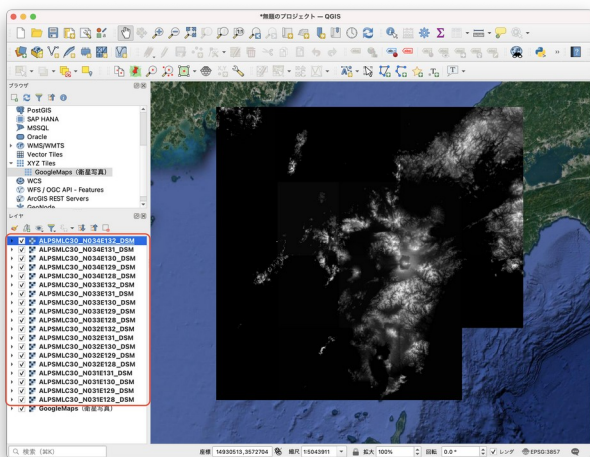 *無題のプロジェクト — QGIS
ブラウザ
PostGIS
SAP HANA
MSSQL
Oracle
WMS/WMTS
Vector Tiles
XYZ Tiles
GoogleMaps（衛星写真）
WCS
WFS / OGC API - Features
ArcGIS REST Servers
GeoNode
レイヤ
ALPSMLC30_N034E132_DSM
ALPSMLC30_N034E131_DSM
ALPSMLC30_N034E130_DSM
ALPSMLC30_N034E129_DSM
ALPSMLC30_N034E128_DSM
ALPSMLC30_N033E132_DSM
ALPSMLC30_N033E131_DSM
ALPSMLC30_N033E130_DSM
ALPSMLC30_N033E129_DSM
ALPSMLC30_N033E128_DSM
ALPSMLC30_N032E132_DSM
ALPSMLC30_N032E131_DSM
ALPSMLC30_N032E130_DSM
ALPSMLC30_N032E129_DSM
ALPSMLC30_N032E128_DSM
ALPSMLC30_N031E131_DSM
ALPSMLC30_N031E130_DSM
ALPSMLC30_N031E129_DSM
ALPSMLC30_N031E128_DSM
GoogleMaps（衛星写真）
検索（⌘K） 座標 14930513,3572704 縮尺 1:5043911 拡大 100% 回転 0.0° レンダ EPSG:3857